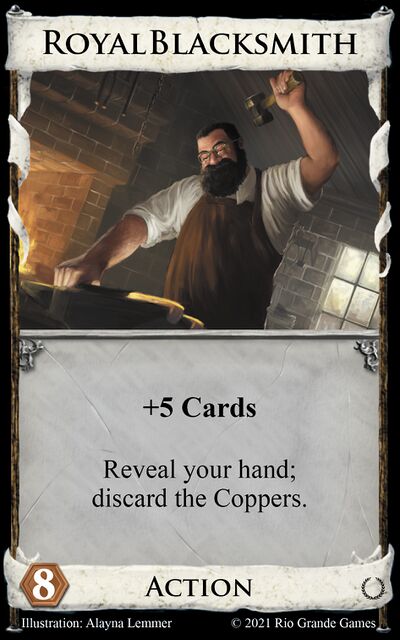 Royal Blacksmith
+5 Cards
Reveal your hand;
discard the Coppers.
8 Action
Illustration: Alayna Lemmer © 2021 Rio Grande Games